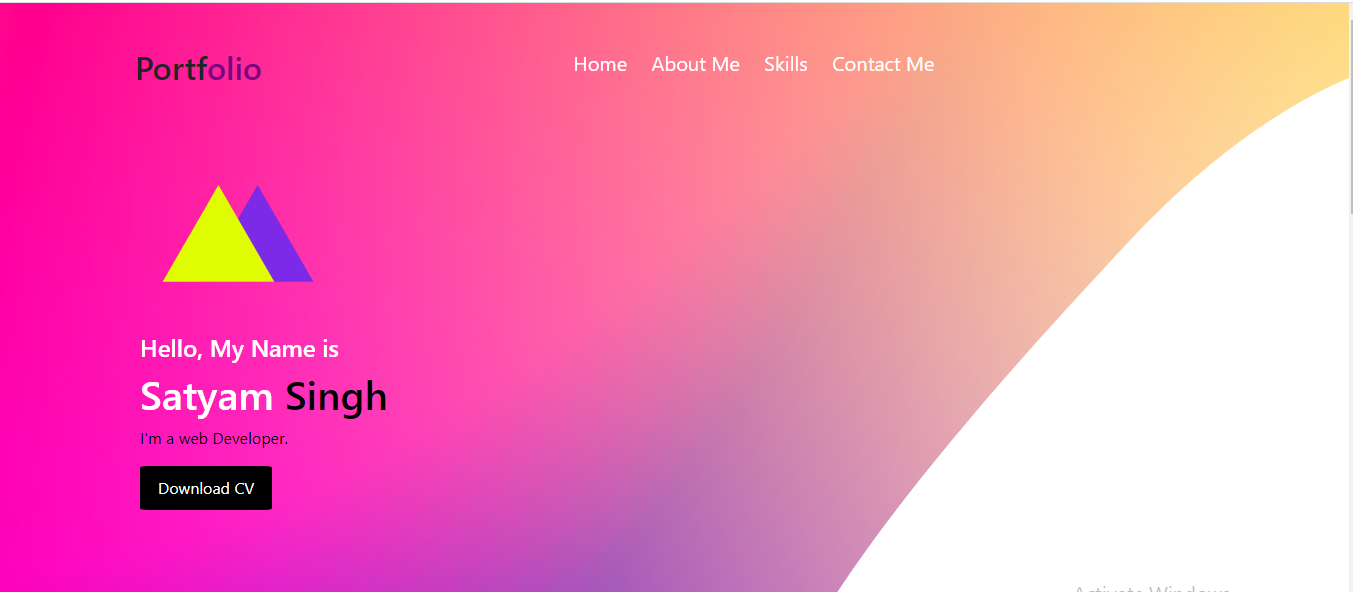 Portfolio
Home About Me Skills Contact Me
Hello, My Name is
Satyam Singh
I'm a web Developer.
Download CV
Activate Windows